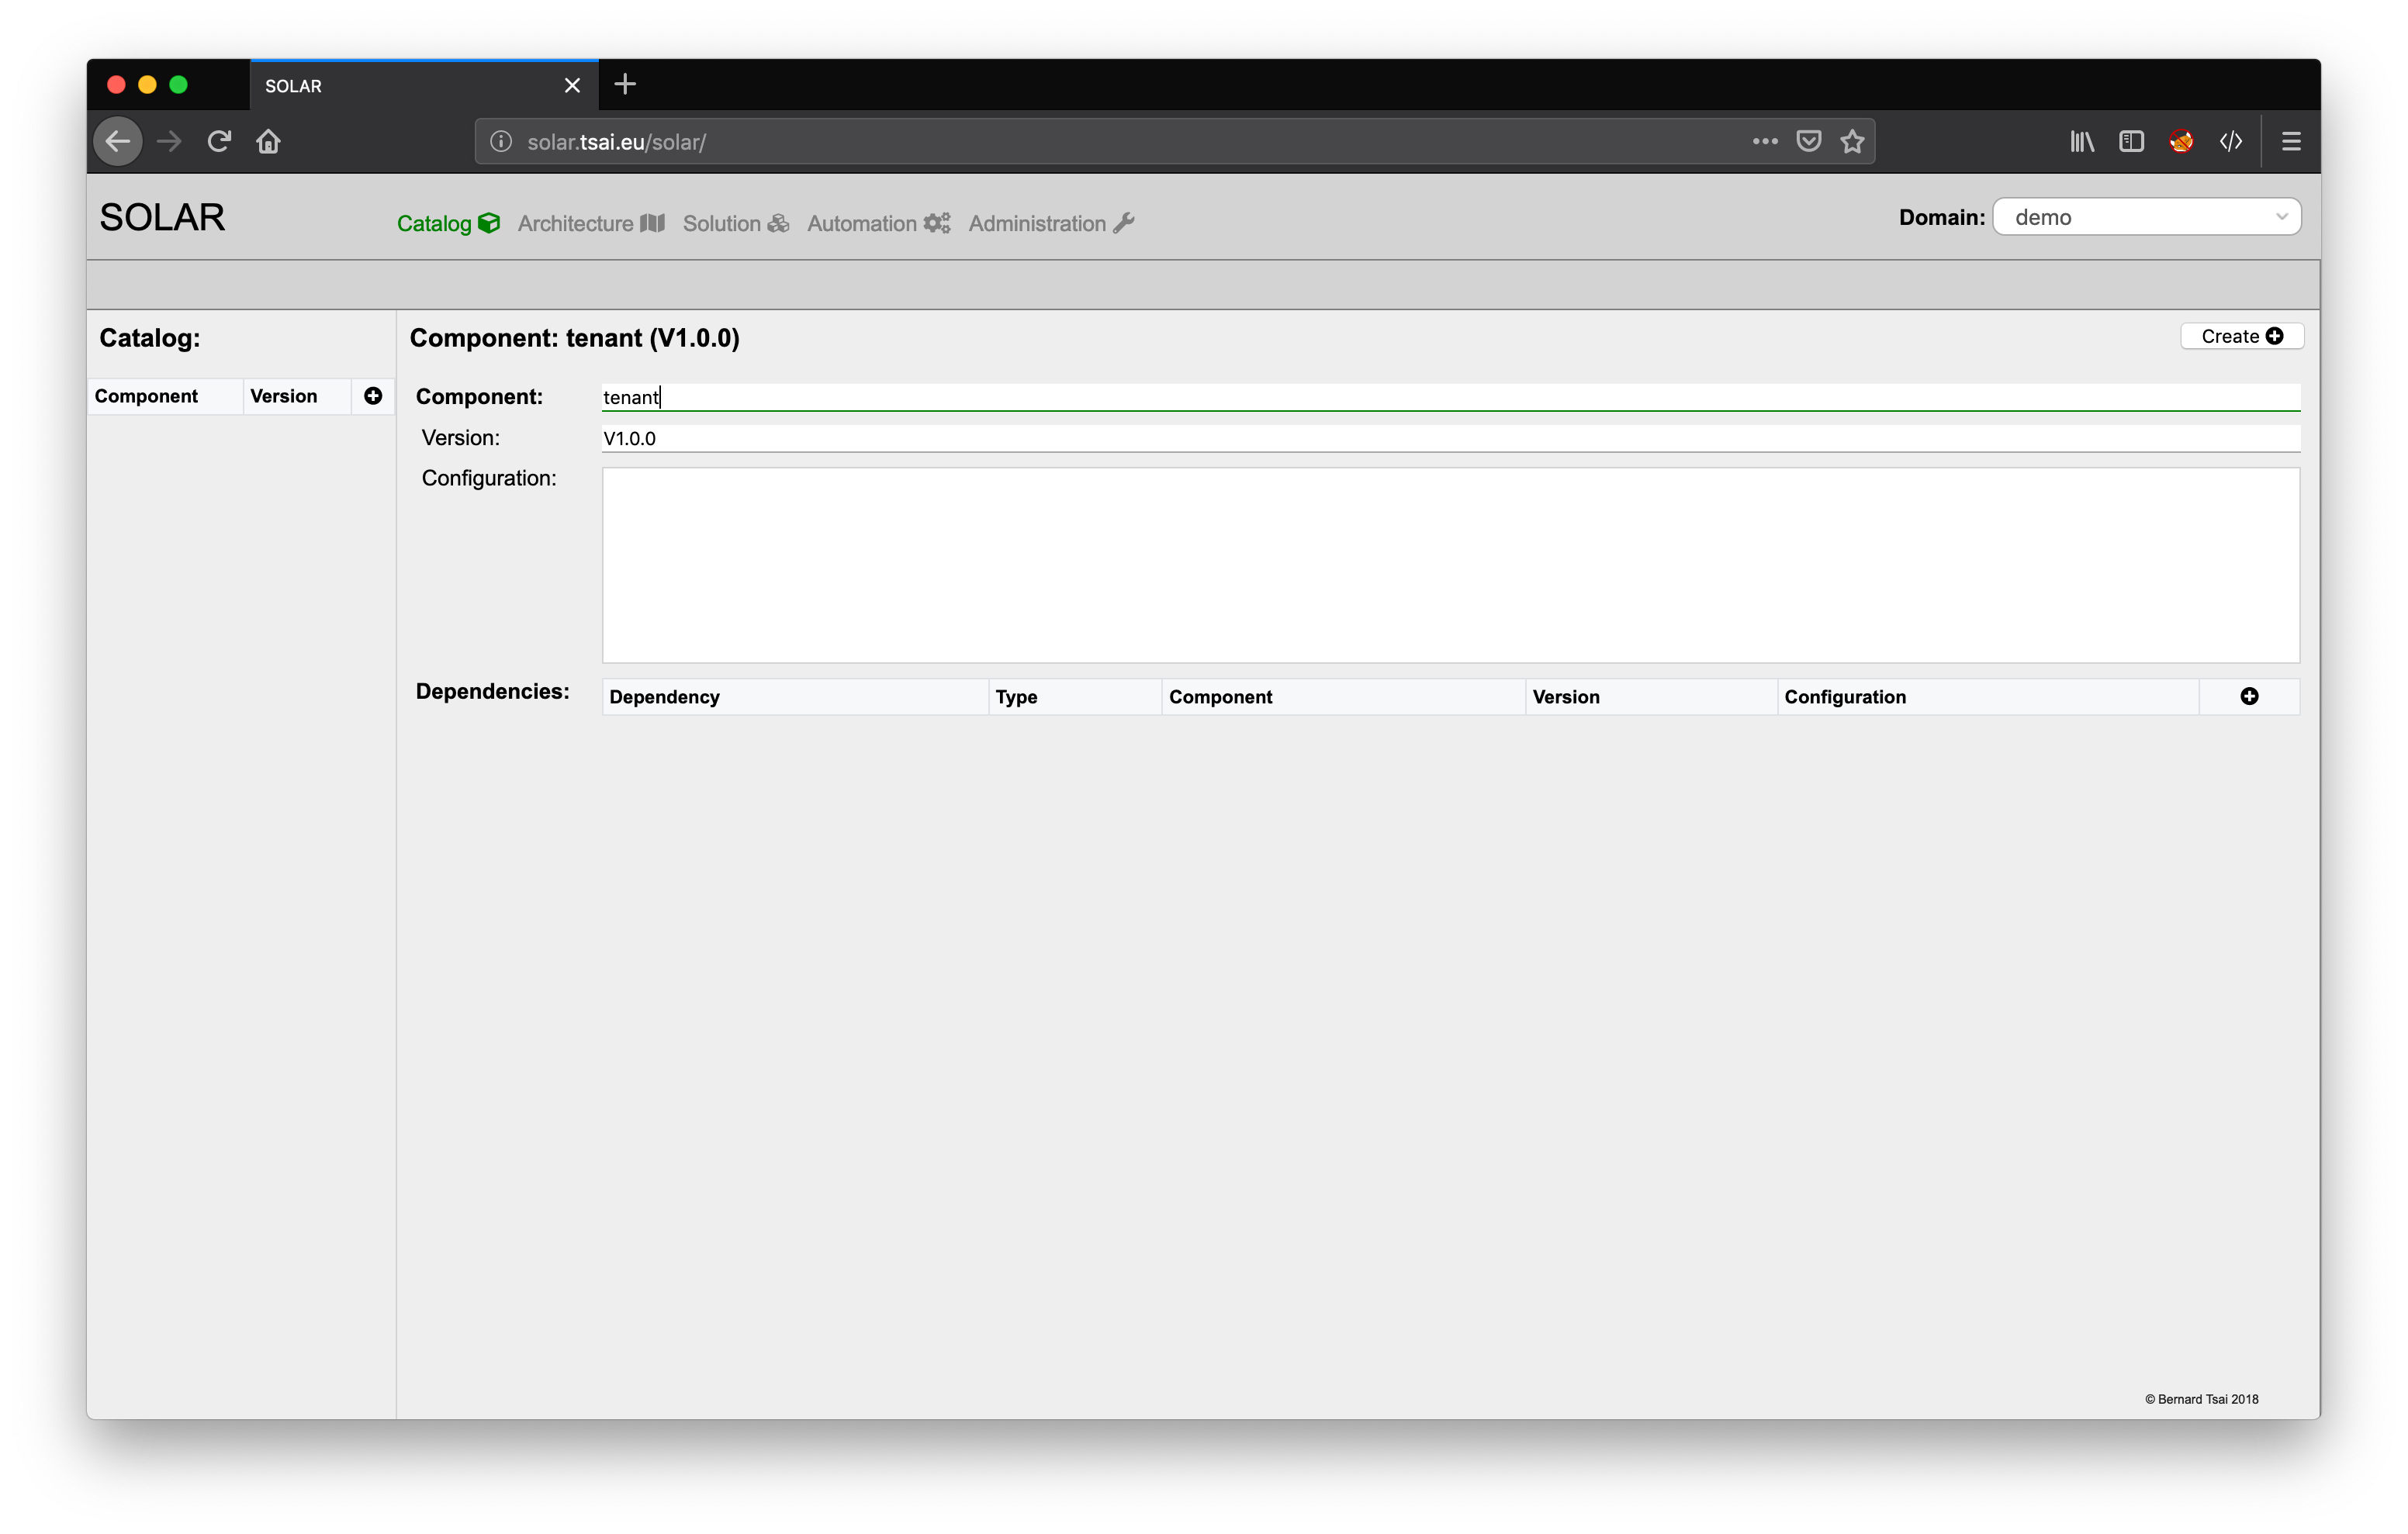 SOLAR
solar.tsai.eu/solar/
SOLAR
Catalog Architecture Solution Automation Administration
Domain: demo
Catalog:
Component Version
Component: tenant (V1.0.0)
Create
Component: tenant
Version: V1.0.0
Configuration:
Dependencies: Dependency Type Component Version Configuration
© Bernard Tsai 2018